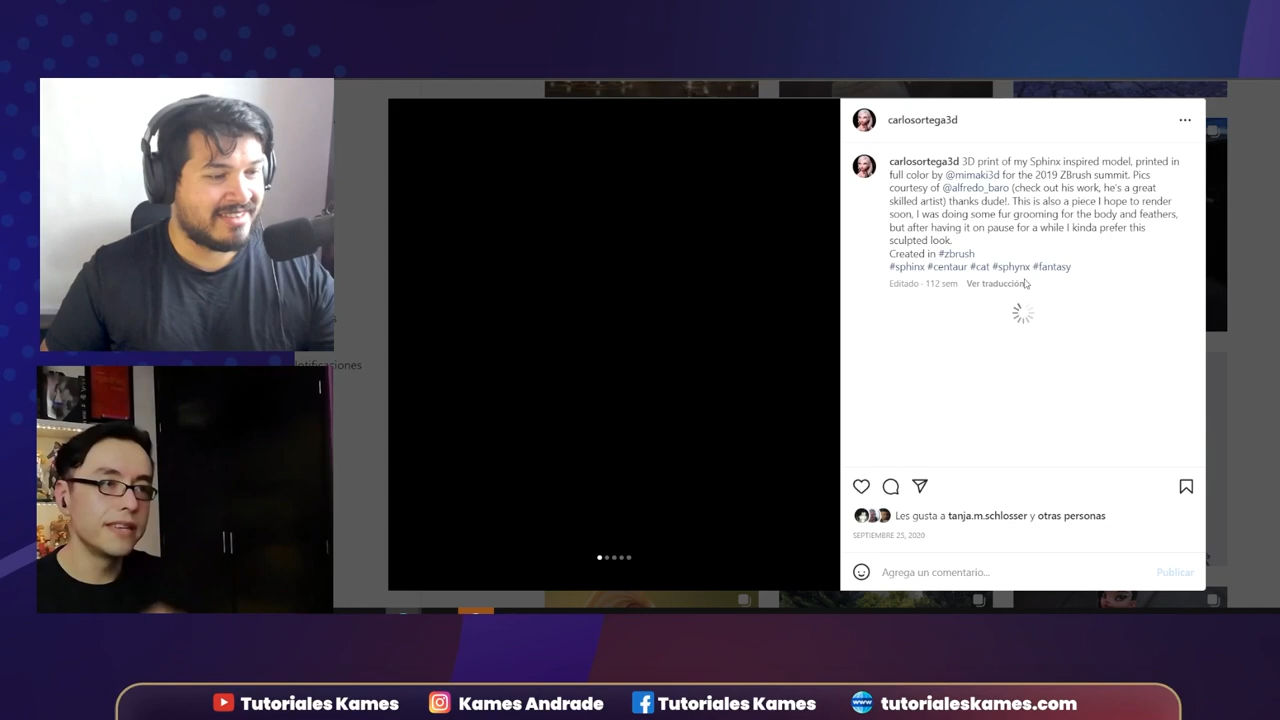 carlosortega3d
carlosortega3d 3D print of my Sphinx inspired model, printed in
full color by @mimaki3d for the 2019 ZBrush summit. Pics
courtesy of @alfredo_baro (check out his work, he's a great
skilled artist) thanks dude!. This is also a piece I hope to render
soon, I was doing some fur grooming for the body and feathers,
but after having it on pause for a while I kinda prefer this
sculpted look.
Created in #zbrush
#sphinx #centaur #cat #sphynx #fantasy
Editado · 112 sem Ver traducción
Notificaciones
Les gusta a tanja.m.schlosser y otras personas
SEPTIEMBRE 25, 2020
Agrega un comentario... Publicar
Tutoriales Kames Kames Andrade Tutoriales Kames www tutorialeskames.com